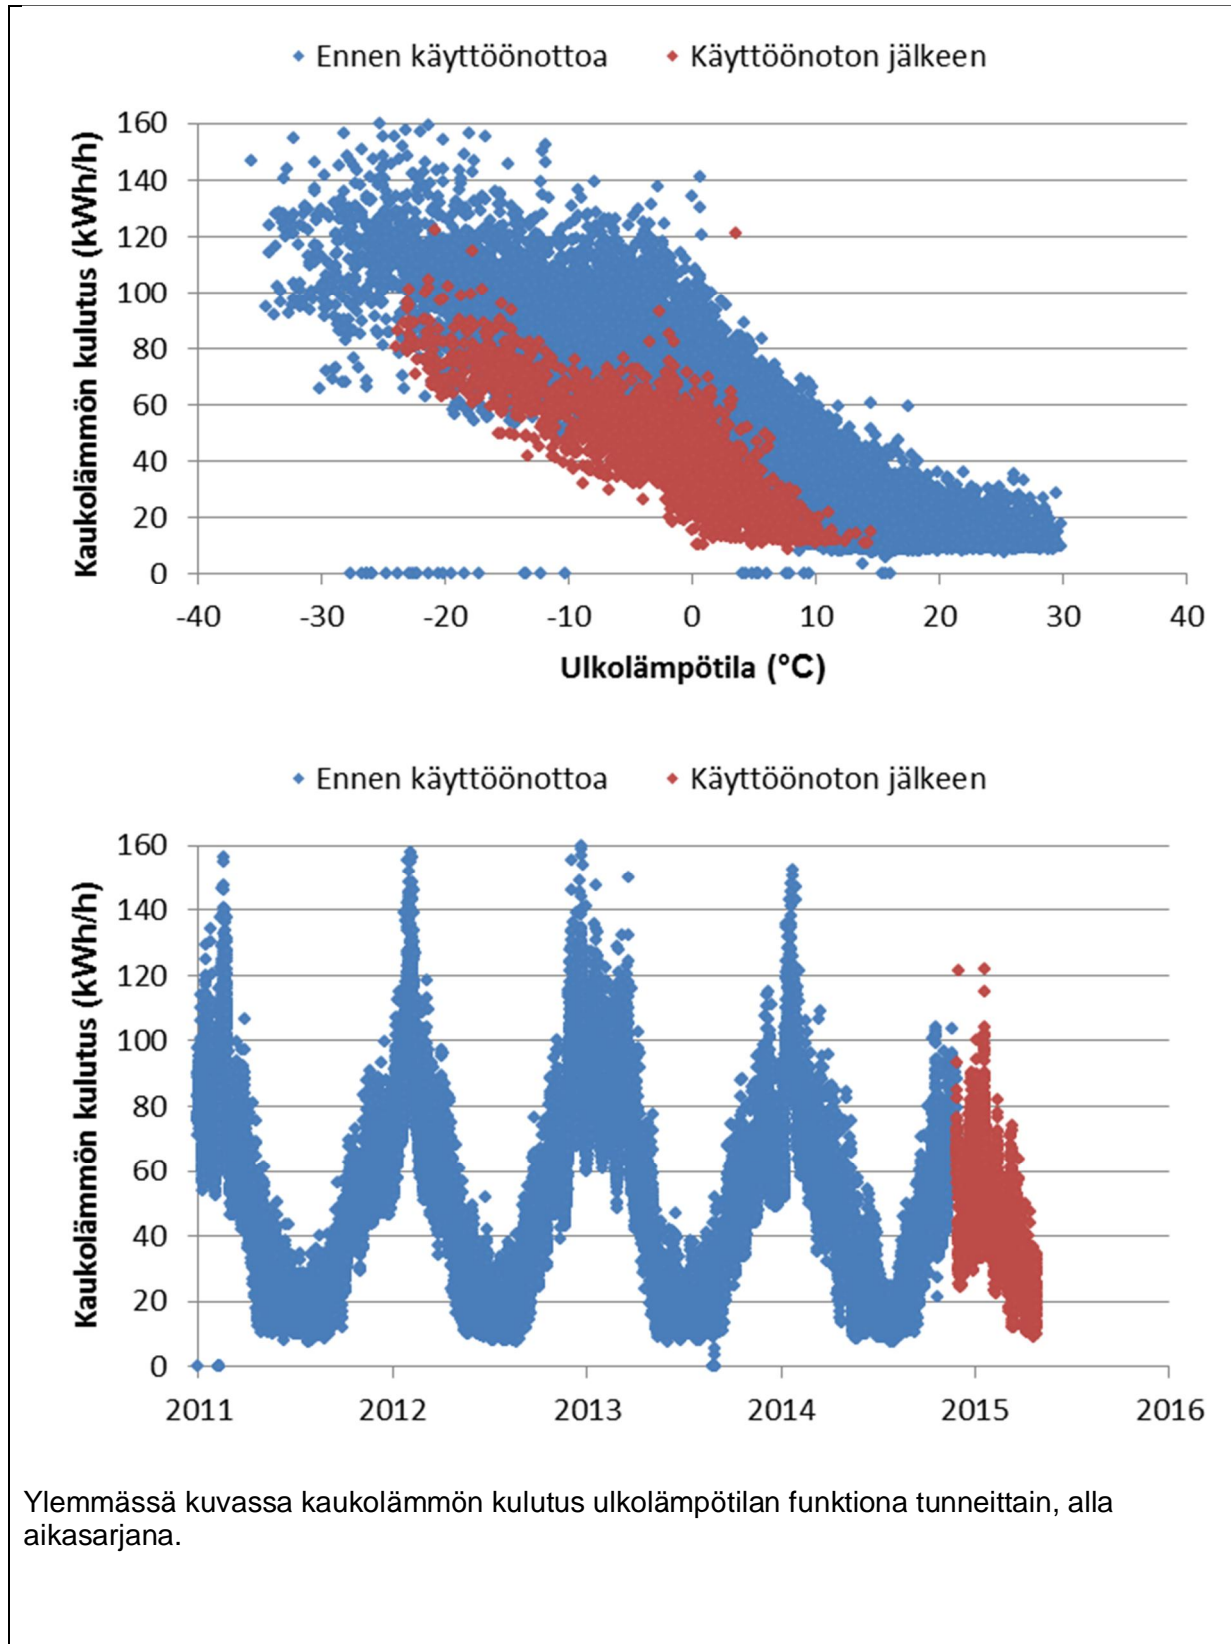 Ennen käyttöönottoa Käyttöönoton jälkeen
Kaukolämmön kulutus (kWh/h)
160
140
120
100
80
60
40
20
0
-40 -30 -20 -10 0 10 20 30 40
Ulkolämpötila (°C)
Ennen käyttöönottoa Käyttöönoton jälkeen
Kaukolämmön kulutus (kWh/h)
160
140
120
100
80
60
40
20
0
2011 2012 2013 2014 2015 2016
Ylemmässä kuvassa kaukolämmön kulutus ulkolämpötilan funktiona tunneittain, alla
aikasarjana.